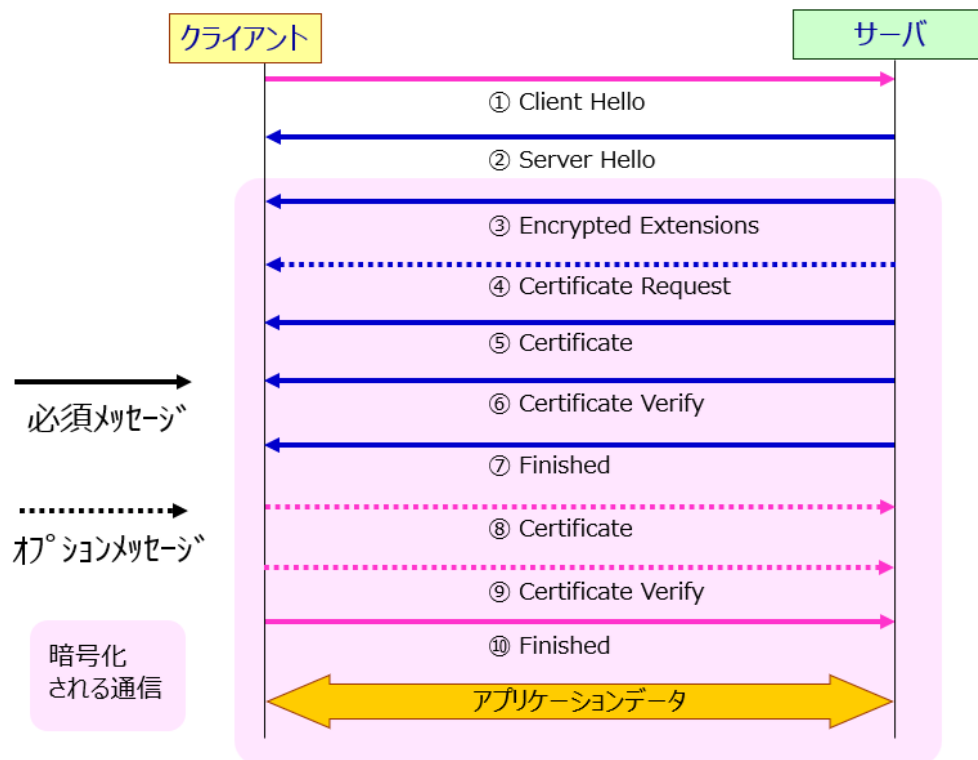 クライアント
サーバ
① Client Hello
② Server Hello
③ Encrypted Extensions
④ Certificate Request
⑤ Certificate
⑥ Certificate Verify
⑦ Finished
⑧ Certificate
⑨ Certificate Verify
⑩ Finished
アプリケーションデータ
必須ﾒｯｾｰｼﾞ
ｵﾌﾟｼｮﾝﾒｯｾｰｼﾞ
暗号化
される通信